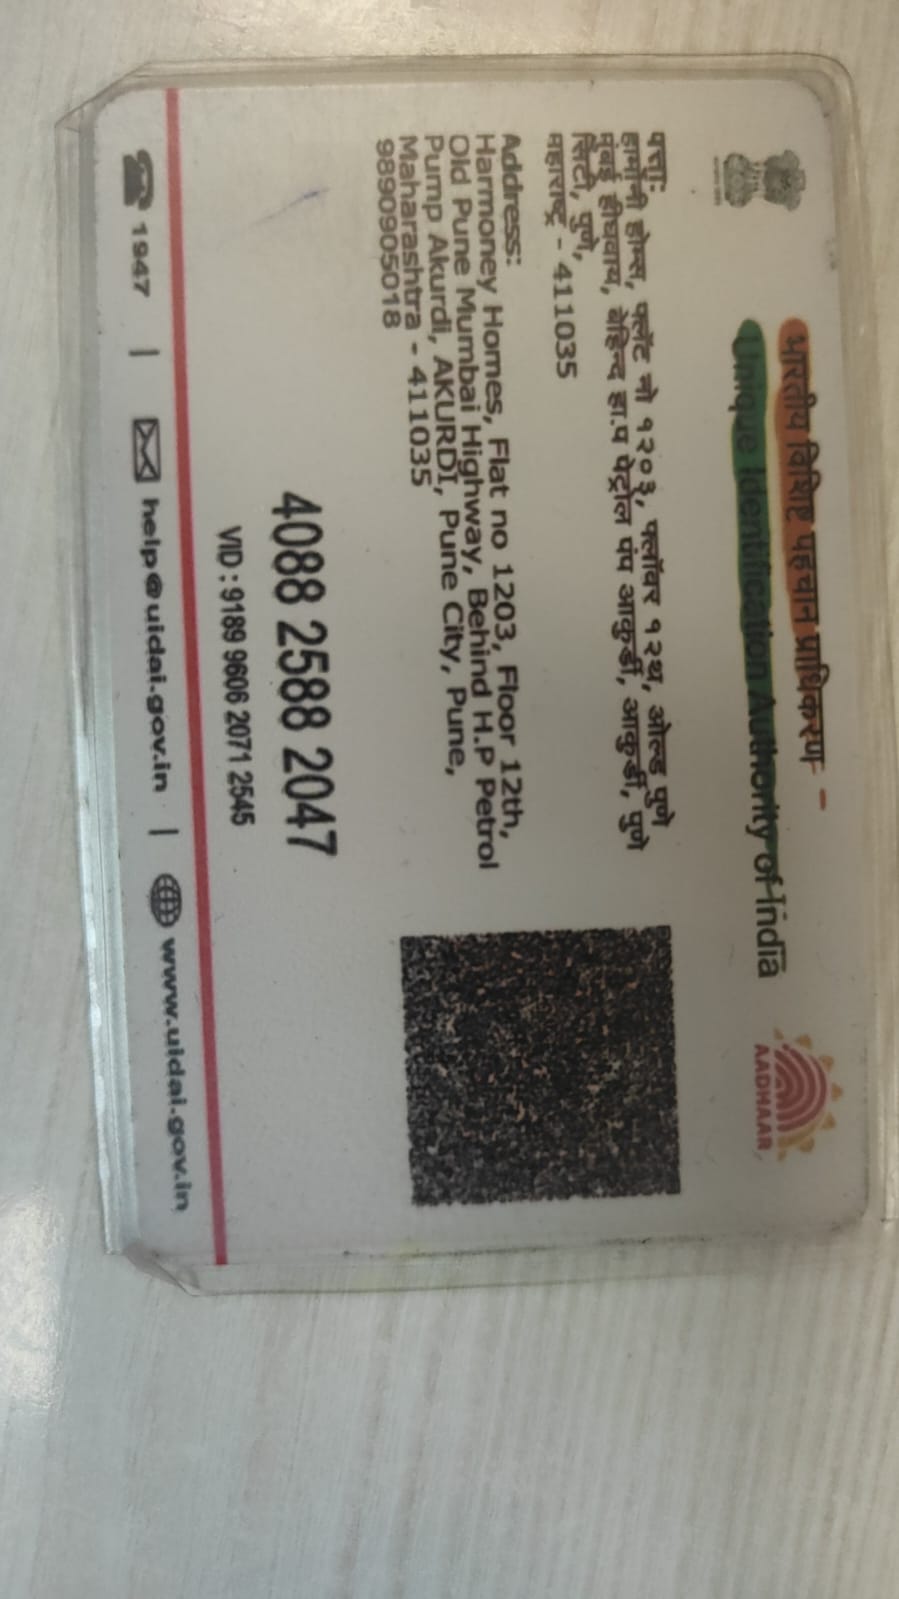 भारतीय विशिष्ट पहचान प्राधिकरण
Unique Identification Authority of India
AADHAAR
पत्ता:
हार्मोनी होम्स, फ्लॅट नो १२०३, फ्लॉवर १२थ, ओल्ड पुणे
मुंबई हीघवाय, बेहिन्द हा.प पेट्रोल पंप आकुर्डी, आकुर्डी, पुणे
सिटी, पुणे,
महाराष्ट्र - 411035
Address:
Harmoney Homes, Flat no 1203, Floor 12th,
Old Pune Mumbai Highway, Behind H.P Petrol
Pump Akurdi, AKURDI, Pune City, Pune,
Maharashtra - 411035
9890905018
4088 2588 2047
VID : 9189 9606 2071 2545
1947 | help@uidai.gov.in | www.uidai.gov.in